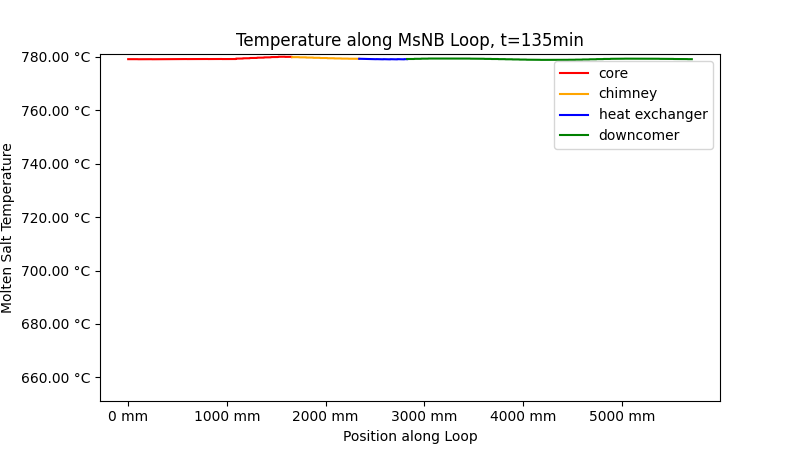 Temperature along MsNB Loop, t=135min
780.00 °C
760.00 °C
740.00 °C
720.00 °C
700.00 °C
680.00 °C
660.00 °C
Molten Salt Temperature
core
chimney
heat exchanger
downcomer
0 mm
1000 mm
2000 mm
3000 mm
4000 mm
5000 mm
Position along Loop